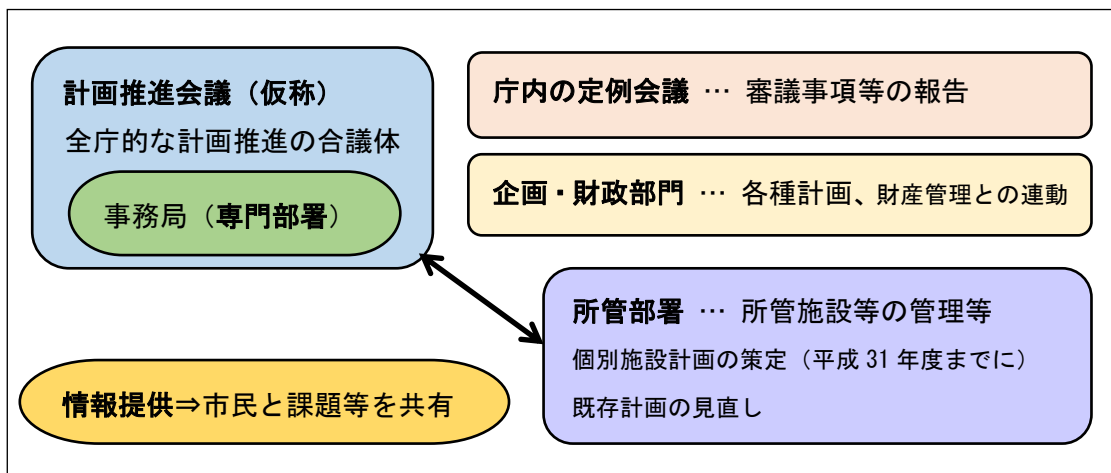 計画推進会議（仮称）
全庁的な計画推進の合議体
事務局（専門部署）
庁内の定例会議 … 審議事項等の報告
企画・財政部門 … 各種計画、財産管理との連動
所管部署 … 所管施設等の管理等
個別施設計画の策定（平成 31 年度までに）
既存計画の見直し
情報提供⇒市民と課題等を共有